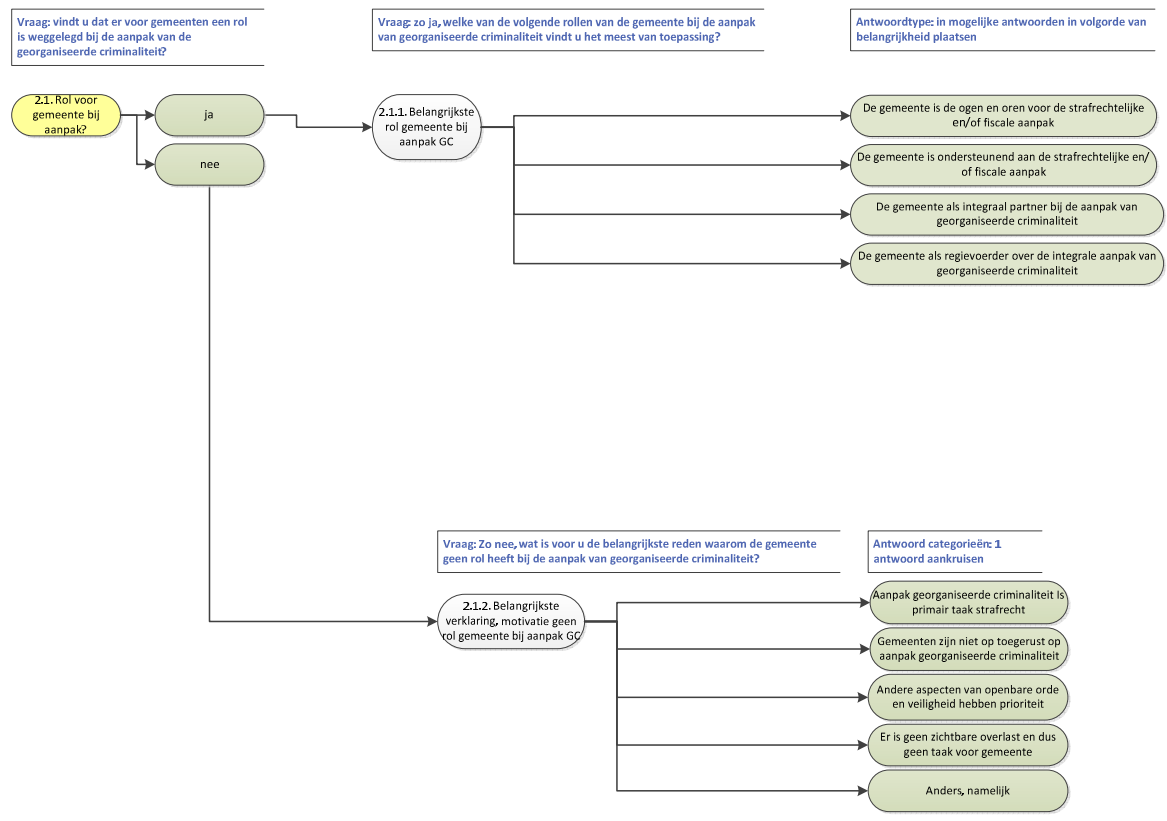 Vraag: vindt u dat er voor gemeenten een rol
is weggelegd bij de aanpak van de
georganiseerde criminaliteit?
Vraag: zo ja, welke van de volgende rollen van de gemeente bij de aanpak
van georganiseerde criminaliteit vindt u het meest van toepassing?
Antwoordtype: in mogelijke antwoorden in volgorde van
belangrijkheid plaatsen
2.1. Rol voor
gemeente bij
aanpak?
ja
nee
2.1.1. Belangrijkste
rol gemeente bij
aanpak GC
De gemeente is de ogen en oren voor de strafrechtelijke
en/of fiscale aanpak
De gemeente is ondersteunend aan de strafrechtelijke en/
of fiscale aanpak
De gemeente als integraal partner bij de aanpak van
georganiseerde criminaliteit
De gemeente als regievoerder over de integrale aanpak van
georganiseerde criminaliteit
Vraag: Zo nee, wat is voor u de belangrijkste reden waarom de gemeente
geen rol heeft bij de aanpak van georganiseerde criminaliteit?
Antwoord categorieën: 1
antwoord aankruisen
2.1.2. Belangrijkste
verklaring, motivatie geen
rol gemeente bij aanpak GC
Aanpak georganiseerde criminaliteit Is
primair taak strafrecht
Gemeenten zijn niet op toegerust op
aanpak georganiseerde criminaliteit
Andere aspecten van openbare orde
en veiligheid hebben prioriteit
Er is geen zichtbare overlast en dus
geen taak voor gemeente
Anders, namelijk